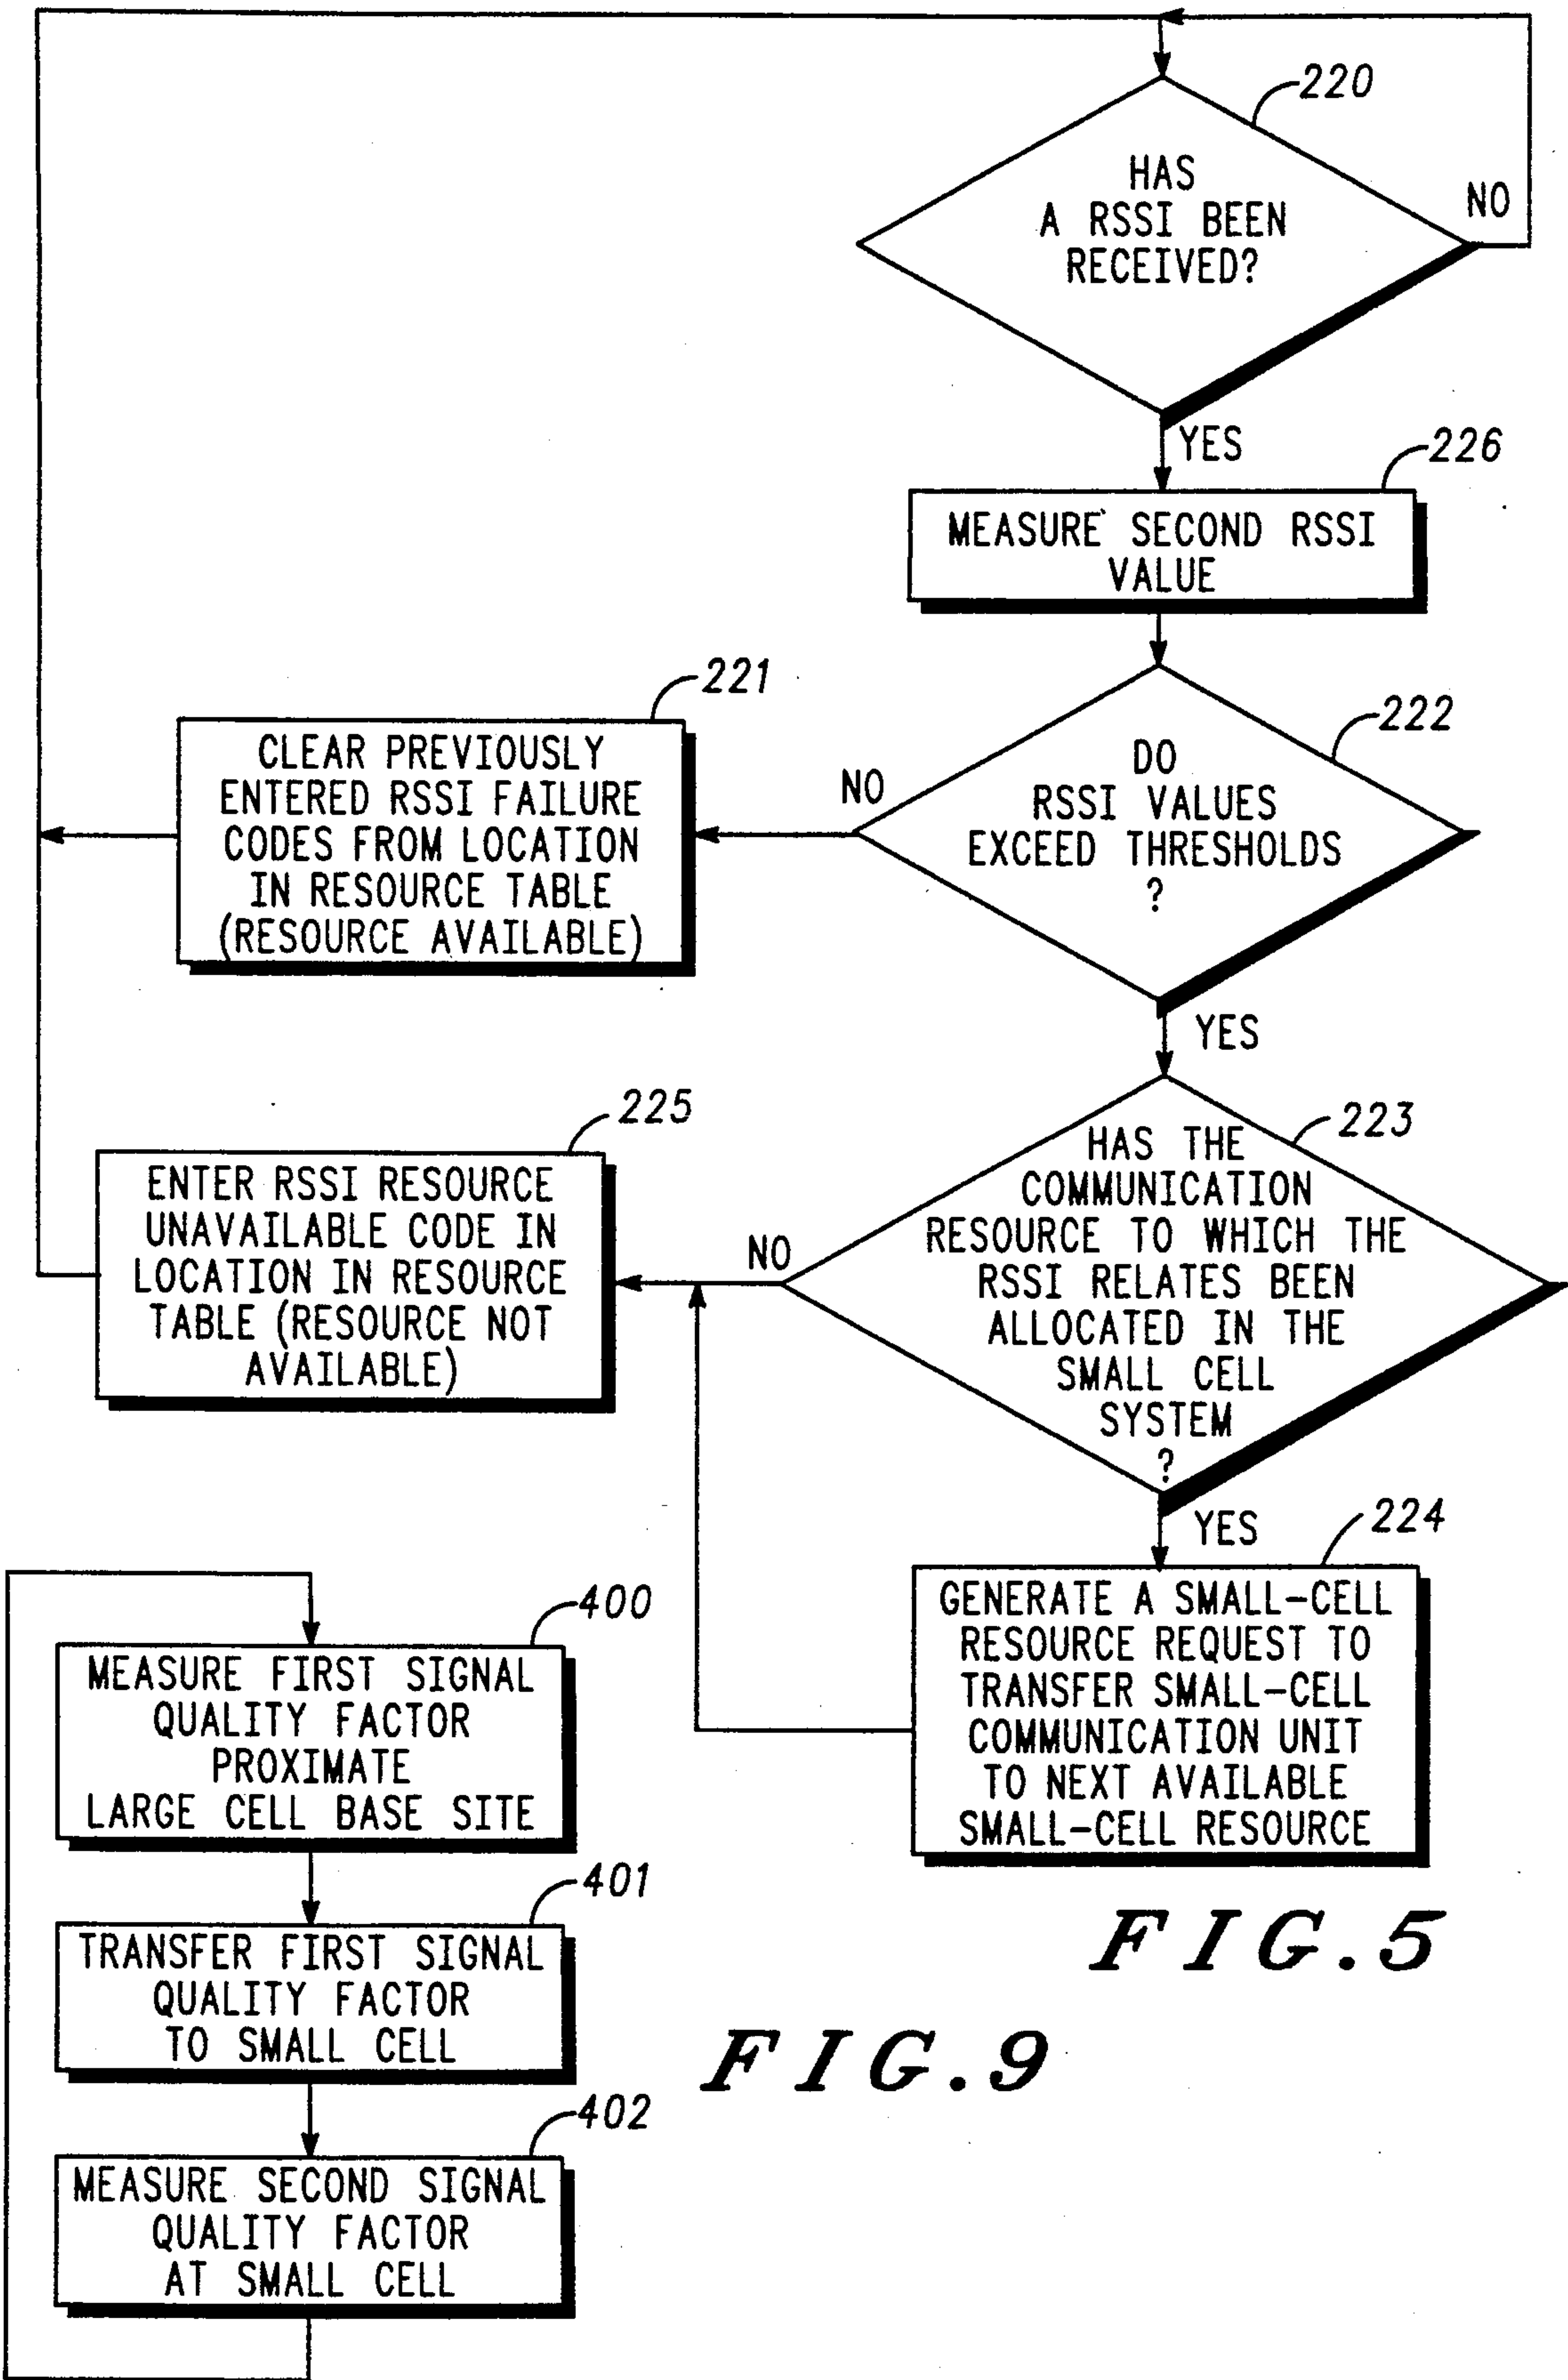 220
HAS
A RSSI BEEN
RECEIVED?
NO
YES
226
MEASURE SECOND RSSI
VALUE
221
CLEAR PREVIOUSLY
ENTERED RSSI FAILURE
CODES FROM LOCATION
IN RESOURCE TABLE
(RESOURCE AVAILABLE)
NO
222
DO
RSSI VALUES
EXCEED THRESHOLDS
?
YES
225
ENTER RSSI RESOURCE
UNAVAILABLE CODE IN
LOCATION IN RESOURCE
TABLE (RESOURCE NOT
AVAILABLE)
NO
223
HAS THE
COMMUNICATION
RESOURCE TO WHICH THE
RSSI RELATES BEEN
ALLOCATED IN THE
SMALL CELL
SYSTEM
?
YES
224
GENERATE A SMALL-CELL
RESOURCE REQUEST TO
TRANSFER SMALL-CELL
COMMUNICATION UNIT
TO NEXT AVAILABLE
SMALL-CELL RESOURCE
FIG.5
400
MEASURE FIRST SIGNAL
QUALITY FACTOR
PROXIMATE
LARGE CELL BASE SITE
401
TRANSFER FIRST SIGNAL
QUALITY FACTOR
TO SMALL CELL
402
MEASURE SECOND SIGNAL
QUALITY FACTOR
AT SMALL CELL
FIG.9